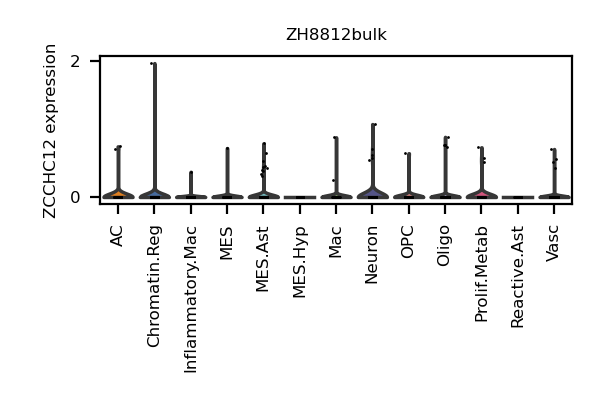 ZH8812bulk
ZCCHC12 expression
2
0
AC
Chromatin.Reg
Inflammatory.Mac
MES
MES.Ast
MES.Hyp
Mac
Neuron
OPC
Oligo
Prolif.Metab
Reactive.Ast
Vasc